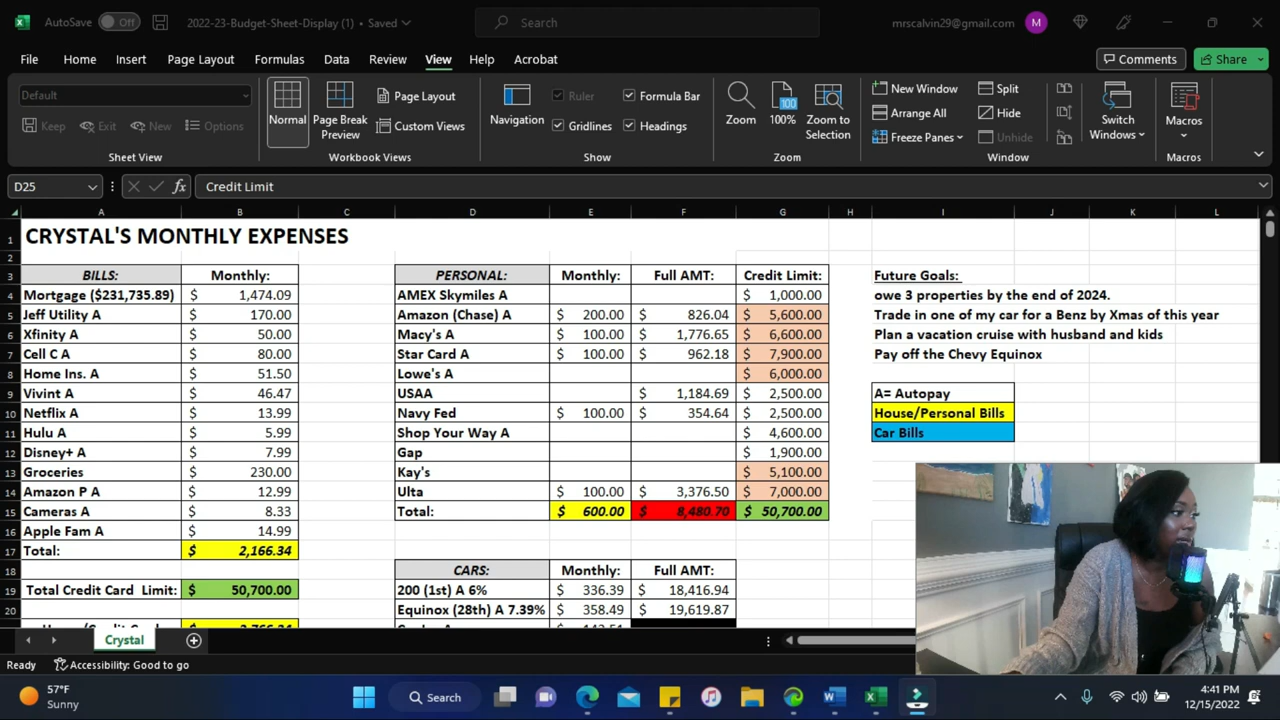 AutoSave Off 2022-23-Budget-Sheet-Display (1) • Saved Search mrscalvin29@gmail.com M
File Home Insert Page Layout Formulas Data Review View Help Acrobat Comments Share
Default
Keep Exit New Options
Sheet View
Normal
Page Break Preview
Page Layout
Custom Views
Workbook Views
Navigation
Ruler Formula Bar
Gridlines Headings
Show
Zoom
100%
Zoom to Selection
Zoom
New Window
Arrange All
Freeze Panes
Split
Hide
Unhide
Switch Windows
Window
Macros
Macros
D25 fx Credit Limit
A B C D E F G H I J K L
1 CRYSTAL'S MONTHLY EXPENSES
2
3 BILLS: Monthly: PERSONAL: Monthly: Full AMT: Credit Limit: Future Goals:
4 Mortgage ($231,735.89) $ 1,474.09 AMEX Skymiles A $ 1,000.00 owe 3 properties by the end of 2024.
5 Jeff Utility A $ 170.00 Amazon (Chase) A $ 200.00 $ 826.04 $ 5,600.00 Trade in one of my car for a Benz by Xmas of this year
6 Xfinity A $ 50.00 Macy's A $ 100.00 $ 1,776.65 $ 6,600.00 Plan a vacation cruise with husband and kids
7 Cell C A $ 80.00 Star Card A $ 100.00 $ 962.18 $ 7,900.00 Pay off the Chevy Equinox
8 Home Ins. A $ 51.50 Lowe's A $ 6,000.00
9 Vivint A $ 46.47 USAA $ 1,184.69 $ 2,500.00 A= Autopay
10 Netflix A $ 13.99 Navy Fed $ 100.00 $ 354.64 $ 2,500.00 House/Personal Bills
11 Hulu A $ 5.99 Shop Your Way A $ 4,600.00 Car Bills
12 Disney+ A $ 7.99 Gap $ 1,900.00
13 Groceries $ 230.00 Kay's $ 5,100.00
14 Amazon P A $ 12.99 Ulta $ 100.00 $ 3,376.50 $ 7,000.00
15 Cameras A $ 8.33 Total: $ 600.00 $ 8,480.70 $ 50,700.00
16 Apple Fam A $ 14.99
17 Total: $ 2,166.34
18 CARS: Monthly: Full AMT:
19 Total Credit Card Limit: $ 50,700.00 200 (1st) A 6% $ 336.39 $ 18,416.94
20 Equinox (28th) A 7.39% $ 358.49 $ 19,619.87
Crystal
Ready Accessibility: Good to go
57°F
Sunny
Search
4:41 PM
12/15/2022